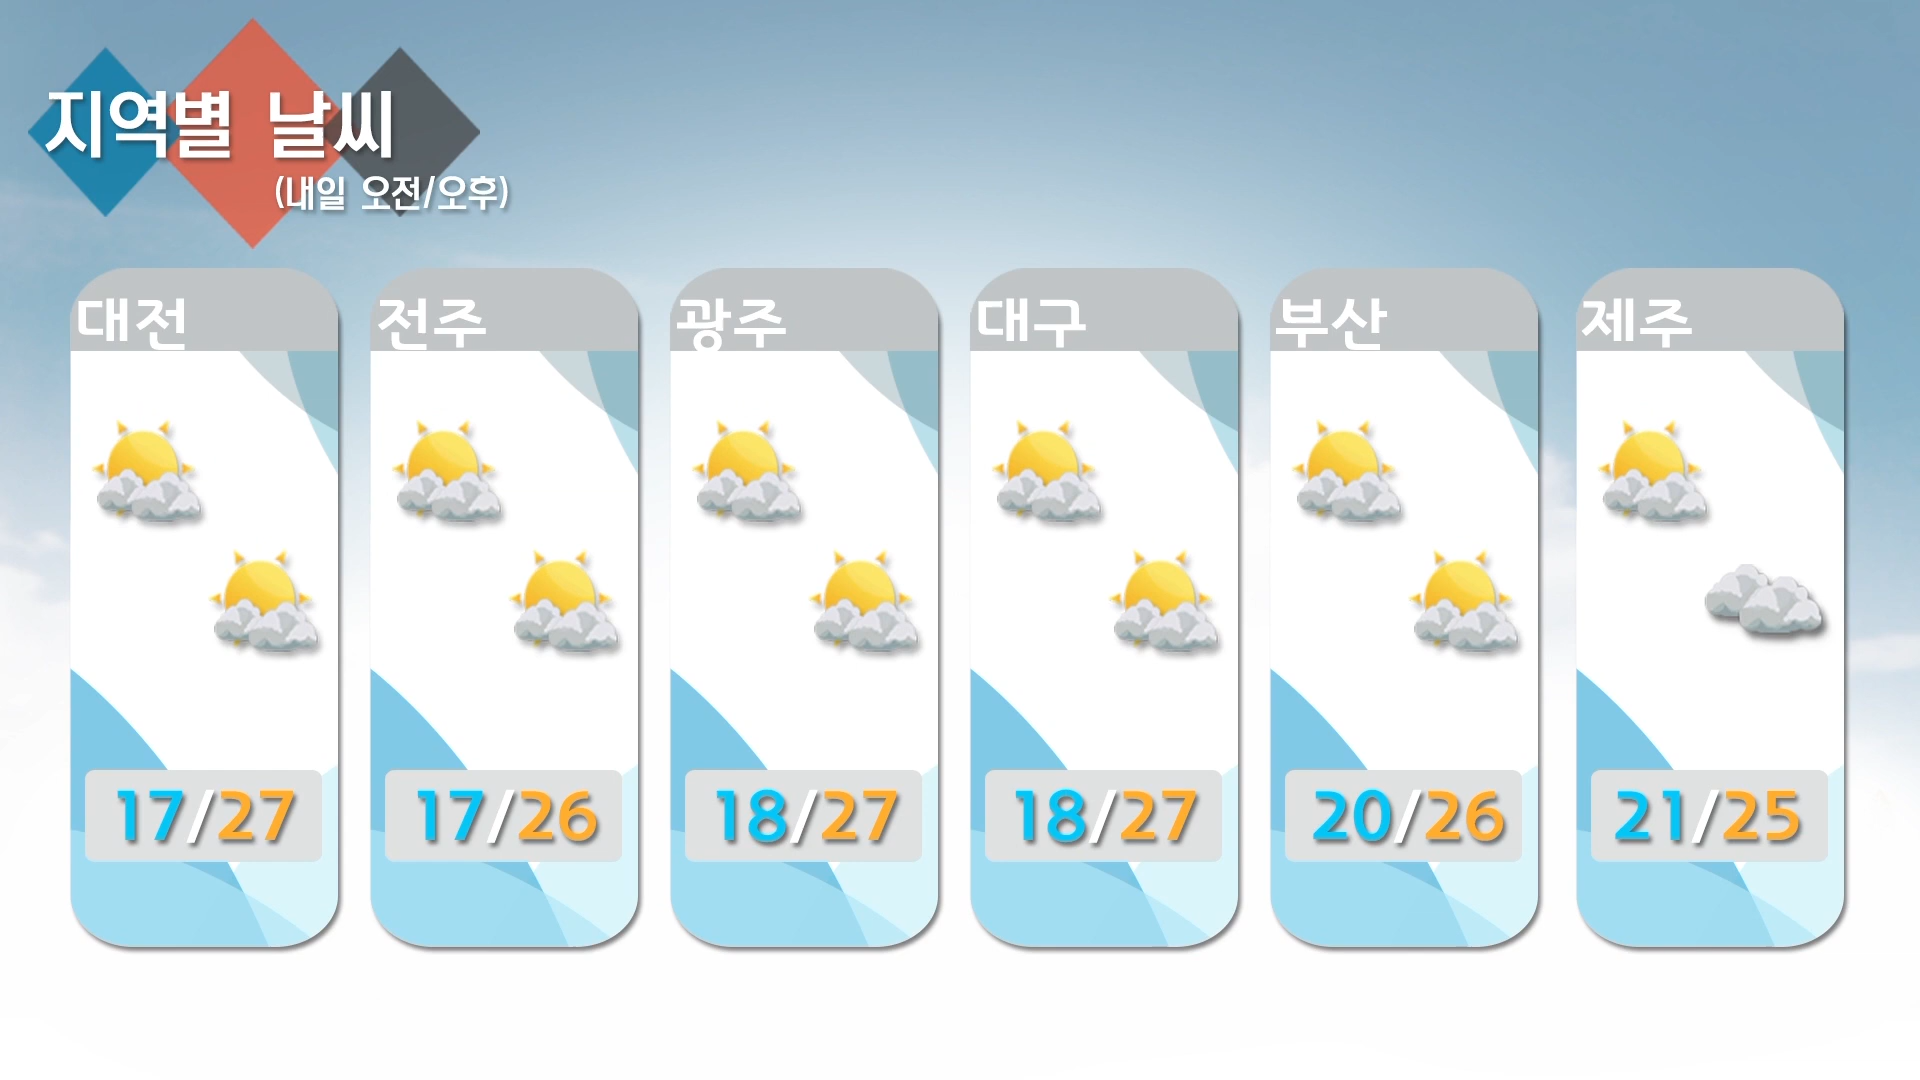 지역별 날씨
(내일 오전/오후)
대전
전주
광주
대구
부산
제주
17/27
17/26
18/27
18/27
20/26
21/25